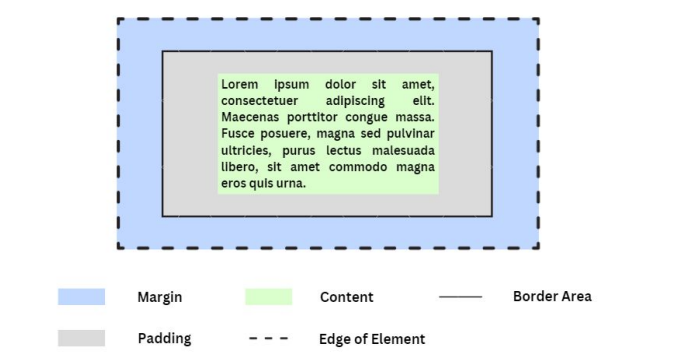 Lorem ipsum dolor sit amet,
consectetuer adipiscing elit.
Maecenas porttitor congue massa.
Fusce posuere, magna sed pulvinar
ultricies, purus lectus malesuada
libero, sit amet commodo magna
eros quis urna.
Margin Content Border Area
Padding Edge of Element